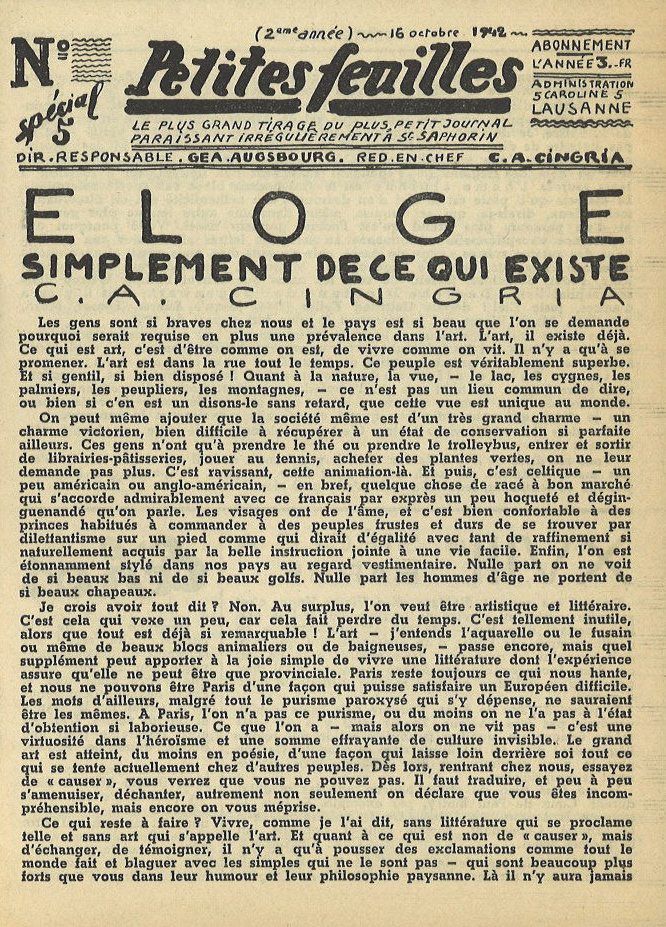 (2ame année) 16 octobre 1942
No spécial 5
Petites feuilles
ABONNEMENT
L'ANNÉE 3.-FR
ADMINISTRATION
5 CAROLINE 5
LAUSANNE
LE PLUS GRAND TIRAGE DU PLUS PETIT JOURNAL
PARAISSANT IRRÉGULIÈREMENT À St SAPHORIN
DIR. RESPONSABLE. GEA. AUGSBOURG. RED. EN. CHEF C. A. CINGRIA
ELOGE
SIMPLEMENT DE CE QUI EXISTE
C. A. CINGRIA
Les gens sont si braves chez nous et le pays est si beau que l'on se demande
pourquoi serait requise en plus une prévalence dans l'art. L'art, il existe déjà.
Ce qui est art, c'est d'être comme on est, de vivre comme on vit. Il n'y a qu'à se
promener. L'art est dans la rue tout le temps. Ce peuple est véritablement superbe.
Et si gentil, si bien disposé ! Quant à la nature, la vue, — le lac, les cygnes, les
palmiers, les peupliers, les montagnes, — ce n'est pas un lieu commun de dire,
ou bien si c'en est un disons-le sans retard, que cette vue est unique au monde.
On peut même ajouter que la société même est d'un très grand charme — un
charme victorien, bien difficile à récupérer à un état de conservation si parfaite
ailleurs. Ces gens n'ont qu'à prendre le thé ou prendre le trolleybus, entrer et sortir
de librairies-pâtisseries, jouer au tennis, acheter des plantes vertes, on ne leur
demande pas plus. C'est ravissant, cette animation-là. Et puis, c'est celtique — un
peu américain ou anglo-américain, — en bref, quelque chose de racé à bon marché
qui s'accorde admirablement avec ce français par exprès un peu hoqueté et dégin-
guenandé qu'on parle. Les visages ont de l'âme, et c'est bien confortable à des
princes habitués à commander à des peuples frustes et durs de se trouver par
dilettantisme sur un pied comme qui dirait d'égalité avec tant de raffinement si
naturellement acquis par la belle instruction jointe à une vie facile. Enfin, l'on est
étonnamment stylé dans nos pays au regard vestimentaire. Nulle part on ne voit
de si beaux bas ni de si beaux golfs. Nulle part les hommes d'âge ne portent de
si beaux chapeaux.
Je crois avoir tout dit ? Non. Au surplus, l'on veut être artistique et littéraire.
C'est cela qui vexe un peu, car cela fait perdre du temps. C'est tellement inutile,
alors que tout est déjà si remarquable ! L'art — j'entends l'aquarelle ou le fusain
ou même de beaux blocs animaliers ou de baigneuses, — passe encore, mais quel
supplément peut apporter à la joie simple de vivre une littérature dont l'expérience
assure qu'elle ne peut être que provinciale. Paris reste toujours ce qui nous hante,
et nous ne pouvons être Paris d'une façon qui puisse satisfaire un Européen difficile.
Les mots d'ailleurs, malgré tout le purisme paroxysé qui s'y dépense, ne sauraient
être les mêmes. A Paris, l'on n'a pas ce purisme, ou du moins on ne l'a pas à l'état
d'obtention si laborieuse. Ce que l'on a — mais alors on ne vit pas — c'est une
virtuosité dans l'héroïsme et une somme effrayante de culture invisible. Le grand
art est atteint, du moins en poésie, d'une façon qui laisse loin derrière soi tout ce
qui se tente actuellement chez d'autres peuples. Dès lors, rentrant chez nous, essayez
de « causer », vous verrez que vous ne pouvez pas. Il faut traduire, et peu à peu
s'amenuiser, déchanter, autrement non seulement on déclare que vous êtes incom-
préhensible, mais encore on vous méprise.
Ce qui reste à faire ? Vivre, comme je l'ai dit, sans littérature qui se proclame
telle et sans art qui s'appelle l'art. Et quant à ce qui est non de « causer », mais
d'échanger, de témoigner, il n'y a qu'à pousser des exclamations comme tout le
monde fait et blaguer avec les simples qui ne le sont pas — qui sont beaucoup plus
forts que vous dans leur humour et leur philosophie paysanne. Là il n'y aura jamais